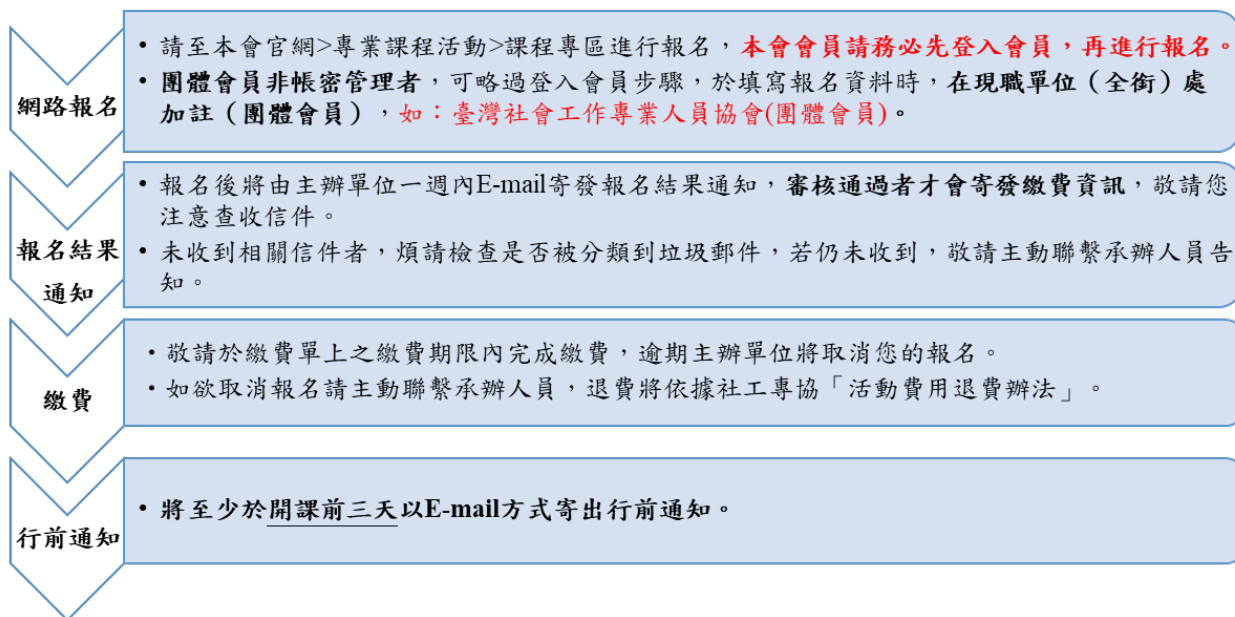 網路報名
• 請至本會官網>專業課程活動>課程專區進行報名，本會會員請務必先登入會員，再進行報名。
• 團體會員非帳密管理者，可略過登入會員步驟，於填寫報名資料時，在現職單位（全銜）處
加註（團體會員），如：臺灣社會工作專業人員協會(團體會員)。
報名結果
通知
• 報名後將由主辦單位一週內E-mail寄發報名結果通知，審核通過者才會寄發繳費資訊，敬請您
注意查收信件。
• 未收到相關信件者，煩請檢查是否被分類到垃圾郵件，若仍未收到，敬請主動聯繫承辦人員告
知。
繳費
• 敬請於繳費單上之繳費期限內完成繳費，逾期主辦單位將取消您的報名。
• 如欲取消報名請主動聯繫承辦人員，退費將依據社工專協「活動費用退費辦法」。
行前通知
• 將至少於開課前三天以E-mail方式寄出行前通知。